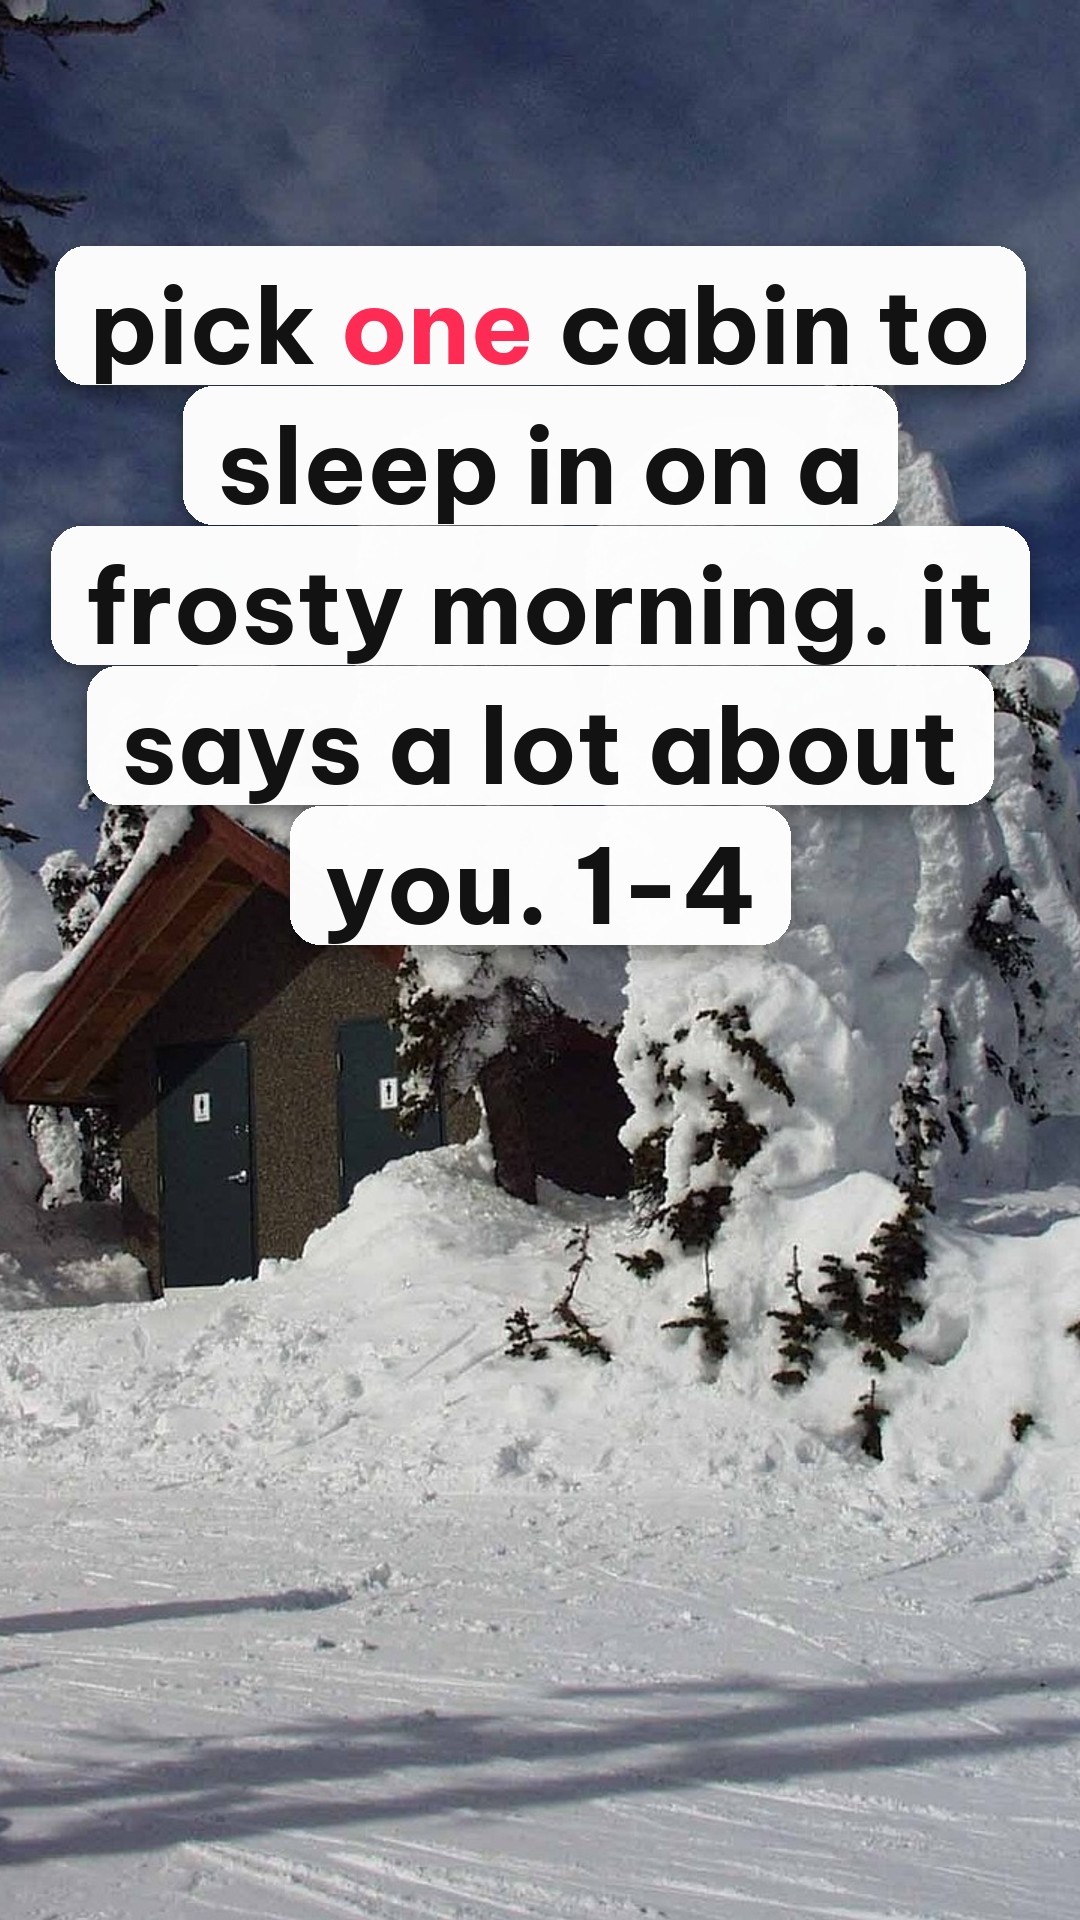 pick one cabin to
sleep in on a
frosty morning. it
says a lot about
you. 1-4